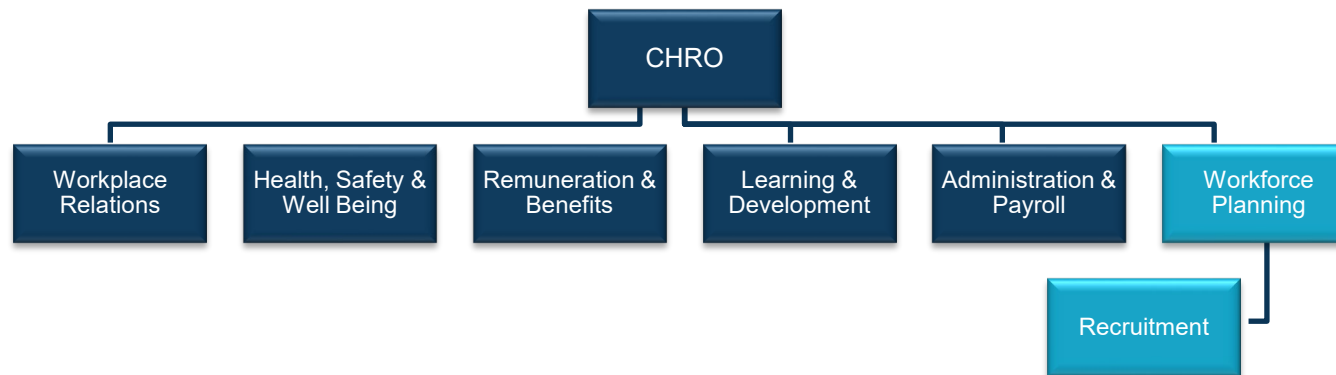 CHRO
Workplace
Relations
Health, Safety &
Well Being
Remuneration &
Benefits
Learning &
Development
Administration &
Payroll
Workforce
Planning
Recruitment